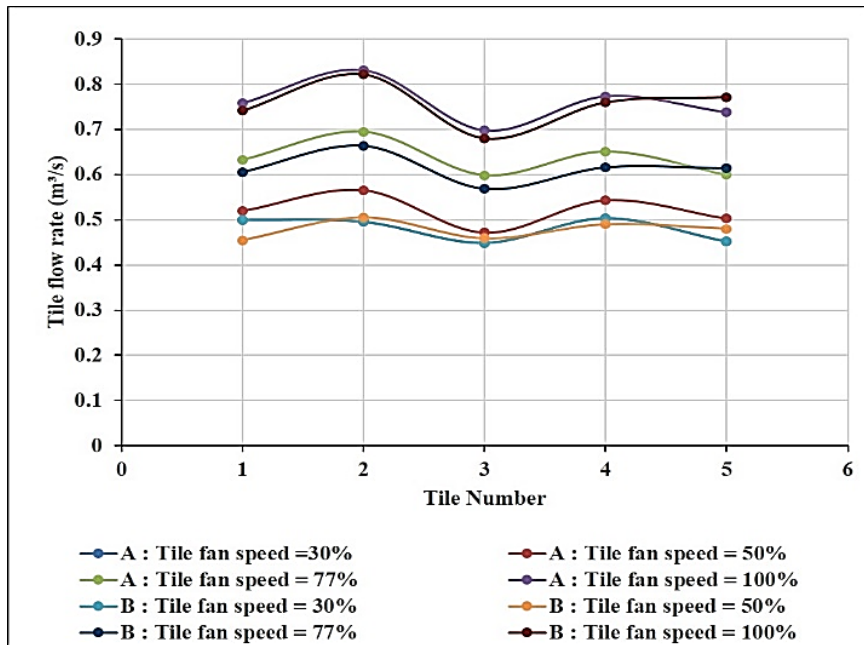 0.9
0.8
0.7
0.6
0.5
0.4
0.3
0.2
0.1
0
Tile flow rate (m³/s)
0 1 2 3 4 5 6
Tile Number
A : Tile fan speed =30% A : Tile fan speed = 50%
A : Tile fan speed = 77% A : Tile fan speed = 100%
B : Tile fan speed = 30% B : Tile fan speed = 50%
B : Tile fan speed = 77% B : Tile fan speed = 100%